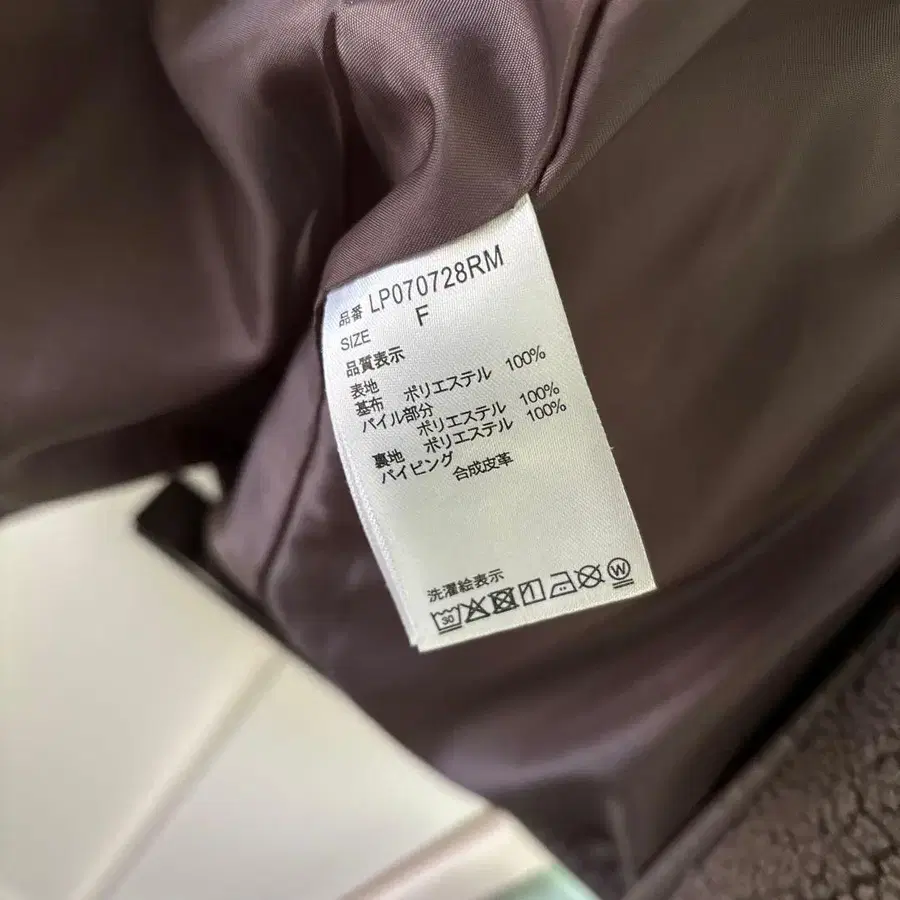 品番 LP070728RM
SIZE F
品質表示
表地
基布 ポリエステル 100%
パイル部分
ポリエステル 100%
裏地 ポリエステル 100%
パイピング
合成皮革
洗濯絵表示
30 W